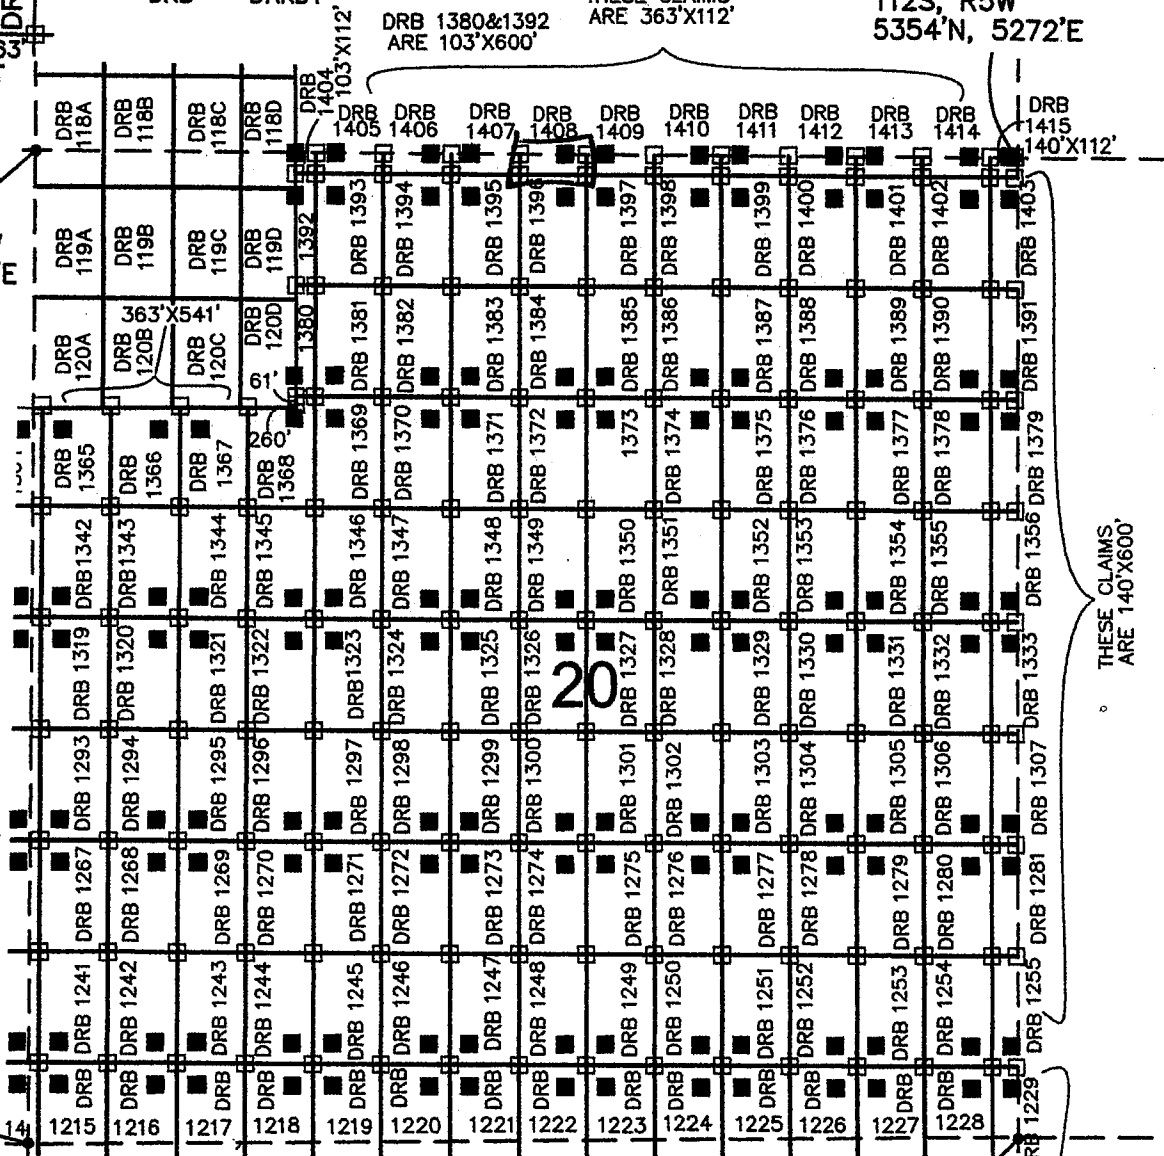 DRB 1380&1392
ARE 103'X600'
THESE CLAIMS
ARE 363'X112'
T12S, R5W
5354'N, 5272'E
DRB
1404
103'X112'
DRB
118A
DRB
118B
DRB
118C
DRB
118D
DRB
1405
DRB
1406
DRB
1407
DRB
1408
DRB
1409
DRB
1410
DRB
1411
DRB
1412
DRB
1413
DRB
1414
DRB
1415
140'X112'
DRB
119A
DRB
119B
DRB
119C
DRB
119D
1392
DRB 1393
DRB 1394
DRB 1395
DRB 1396
DRB 1397
DRB 1398
DRB 1399
DRB 1400
DRB 1401
DRB 1402
DRB 1403
363'X541'
DRB
120A
DRB
120B
DRB
120C
DRB
120D
1380
DRB 1381
DRB 1382
DRB 1383
DRB 1384
DRB 1385
DRB 1386
DRB 1387
DRB 1388
DRB 1389
DRB 1390
DRB 1391
61'
260'
DRB
1365
DRB
1366
DRB
1367
DRB
1368
DRB 1369
DRB 1370
DRB 1371
DRB 1372
1373
DRB 1374
DRB 1375
DRB 1376
DRB 1377
DRB 1378
DRB 1379
DRB1342
DRB1343
DRB 1344
DRB 1345
DRB 1346
DRB 1347
DRB 1348
DRB 1349
DRB 1350
DRB 1351
DRB 1352
DRB 1353
DRB 1354
DRB 1355
DRB 1356
THESE CLAIMS
ARE 140'X600'
DRB 1319
DRB 1320
DRB 1321
DRB 1322
DRB1323
DRB 1324
DRB 1325
DRB 1326
DRB 1327
DRB 1328
DRB 1329
DRB 1330
DRB 1331
DRB 1332
DRB 1333
20
DRB 1293
DRB 1294
DRB 1295
DRB 1296
DRB 1297
DRB 1298
DRB 1299
DRB 1300
DRB 1301
DRB 1302
DRB 1303
DRB 1304
DRB 1305
DRB 1306
DRB 1307
DRB 1267
DRB 1268
DRB 1269
DRB 1270
DRB 1271
DRB 1272
DRB 1273
DRB 1274
DRB 1275
DRB 1276
DRB 1277
DRB 1278
DRB 1279
DRB 1280
DRB 1281
DRB 1241
DRB 1242
DRB 1243
DRB 1244
DRB 1245
DRB 1246
DRB 1247
DRB 1248
DRB 1249
DRB 1250
DRB 1251
DRB 1252
DRB 1253
DRB 1254
DRB 1255
14
DRB
1215
DRB
1216
DRB
1217
DRB
1218
DRB
1219
DRB
1220
DRB
1221
DRB
1222
DRB
1223
DRB
1224
DRB
1225
DRB
1226
DRB
1227
DRB
1228
RB 1229